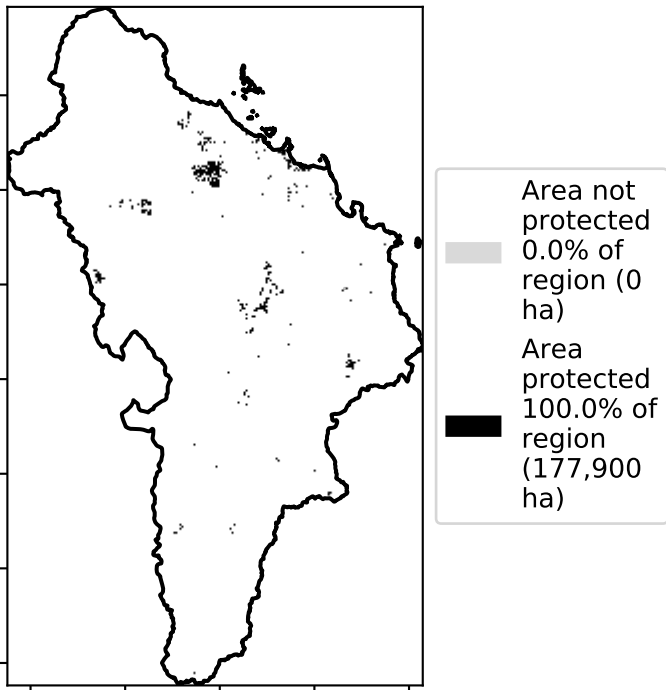 Area not
protected
0.0% of
region (0
ha)
Area
protected
100.0% of
region
(177,900
ha)